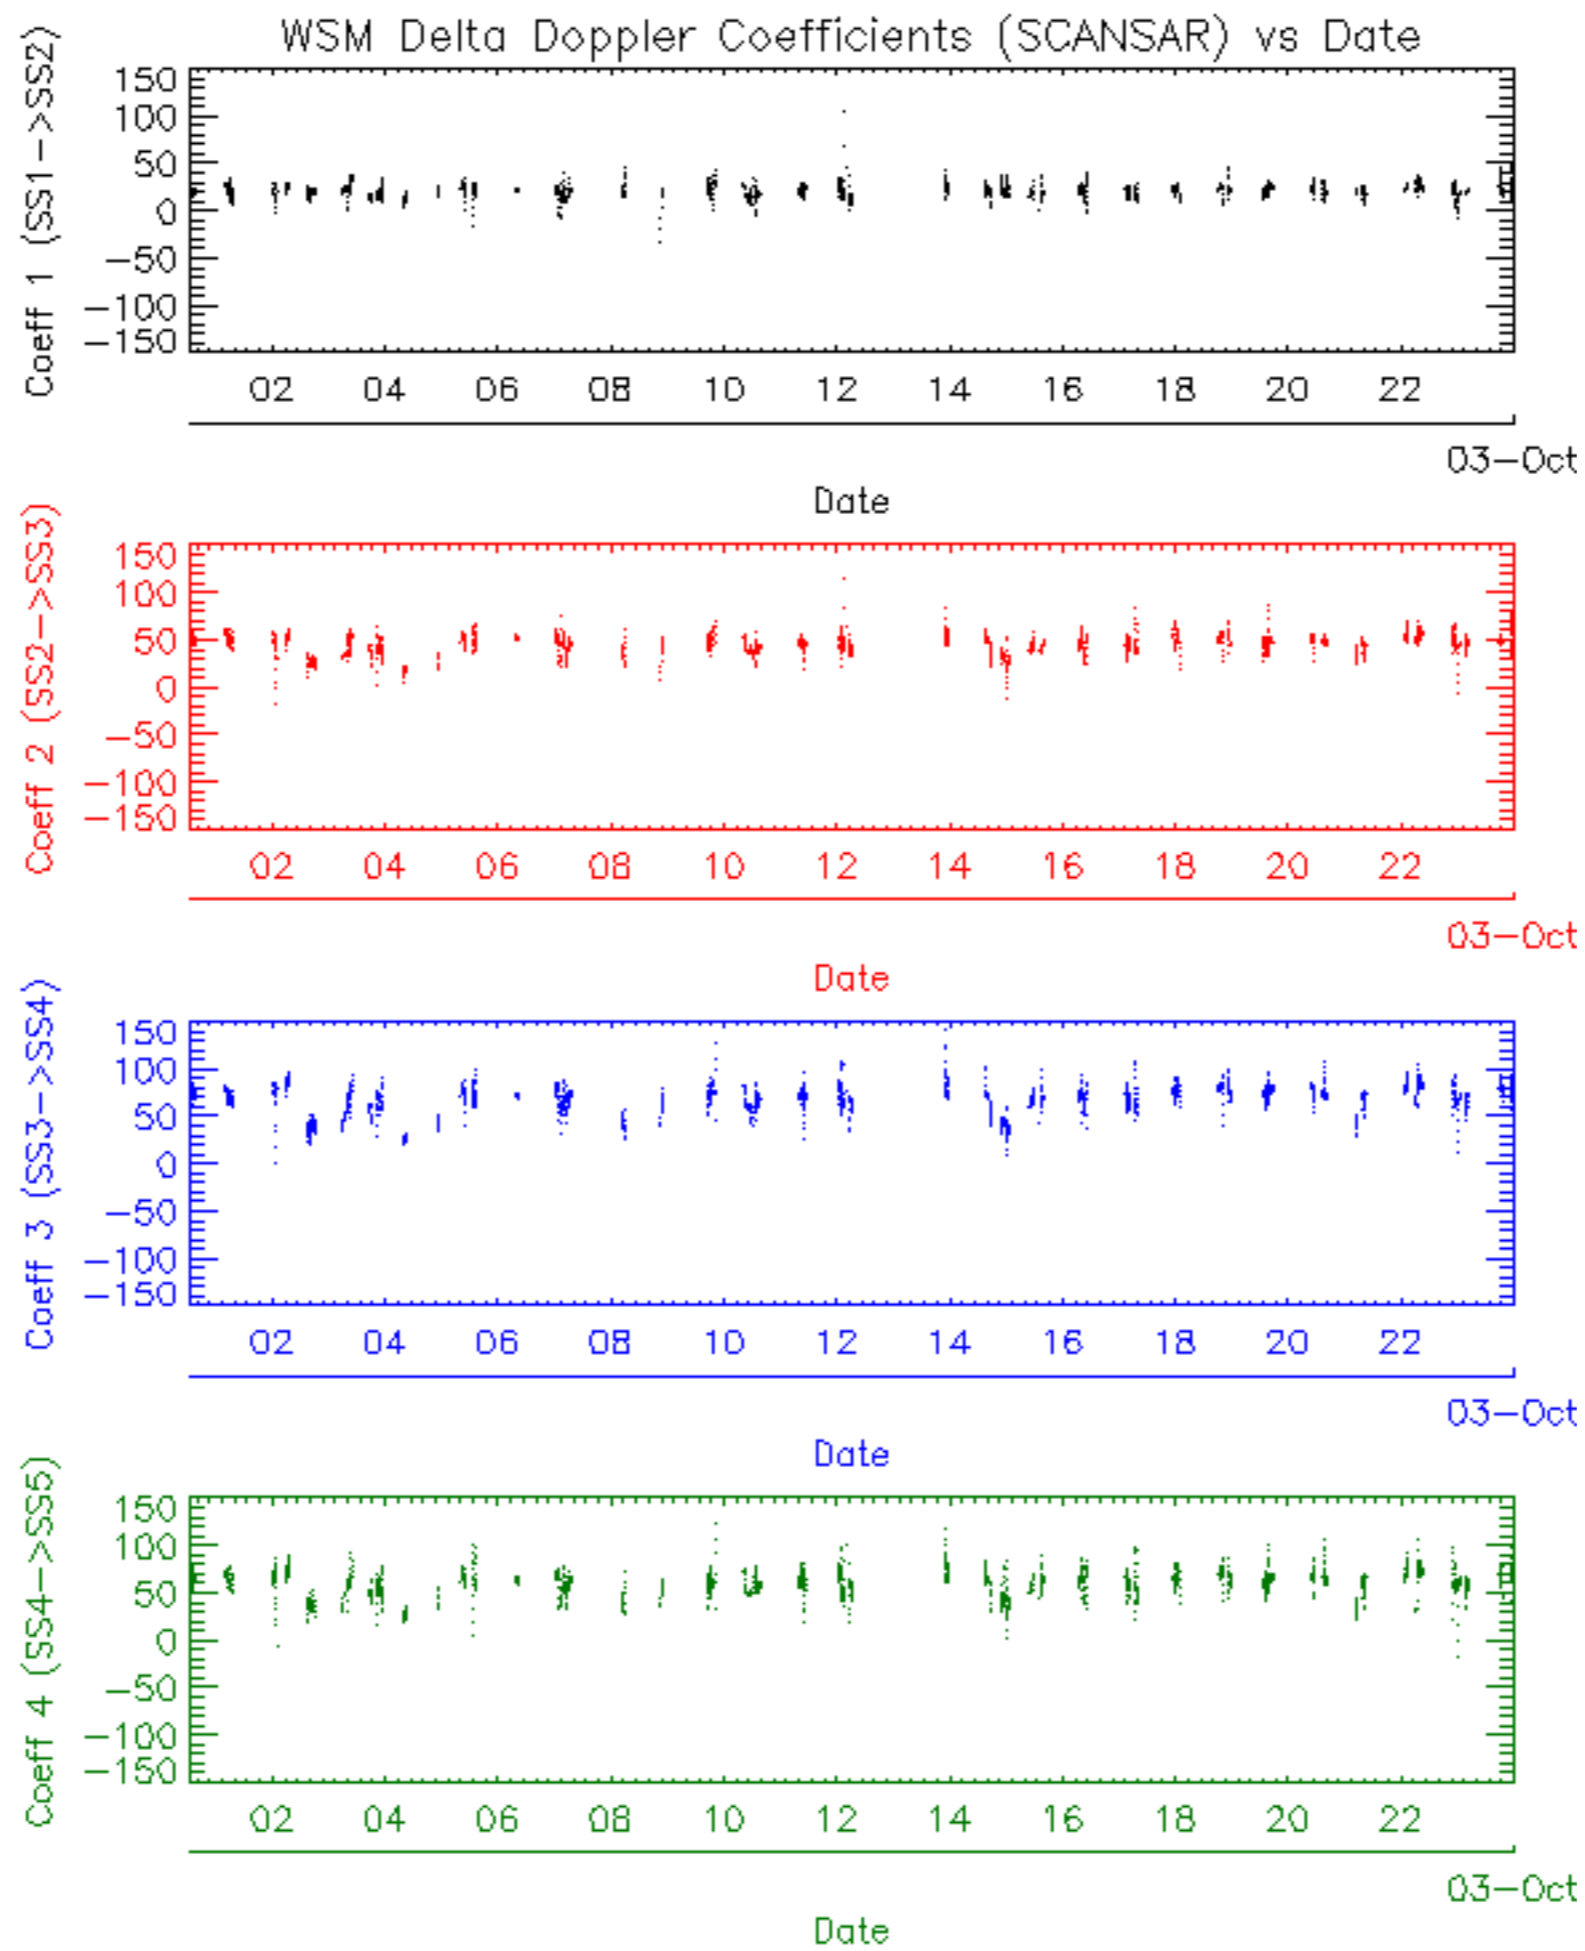 WSM Delta Doppler Coefficients (SCANSAR) vs Date
Coeff 1 (SS1->SS2)
150
100
50
0
-50
-100
-150
02 04 06 08 10 12 14 16 18 20 22
03-Oct
Date
Coeff 2 (SS2->SS3)
150
100
50
0
-50
-100
-150
02 04 06 08 10 12 14 16 18 20 22
03-Oct
Date
Coeff 3 (SS3->SS4)
150
100
50
0
-50
-100
-150
02 04 06 08 10 12 14 16 18 20 22
03-Oct
Date
Coeff 4 (SS4->SS5)
150
100
50
0
-50
-100
-150
02 04 06 08 10 12 14 16 18 20 22
03-Oct
Date